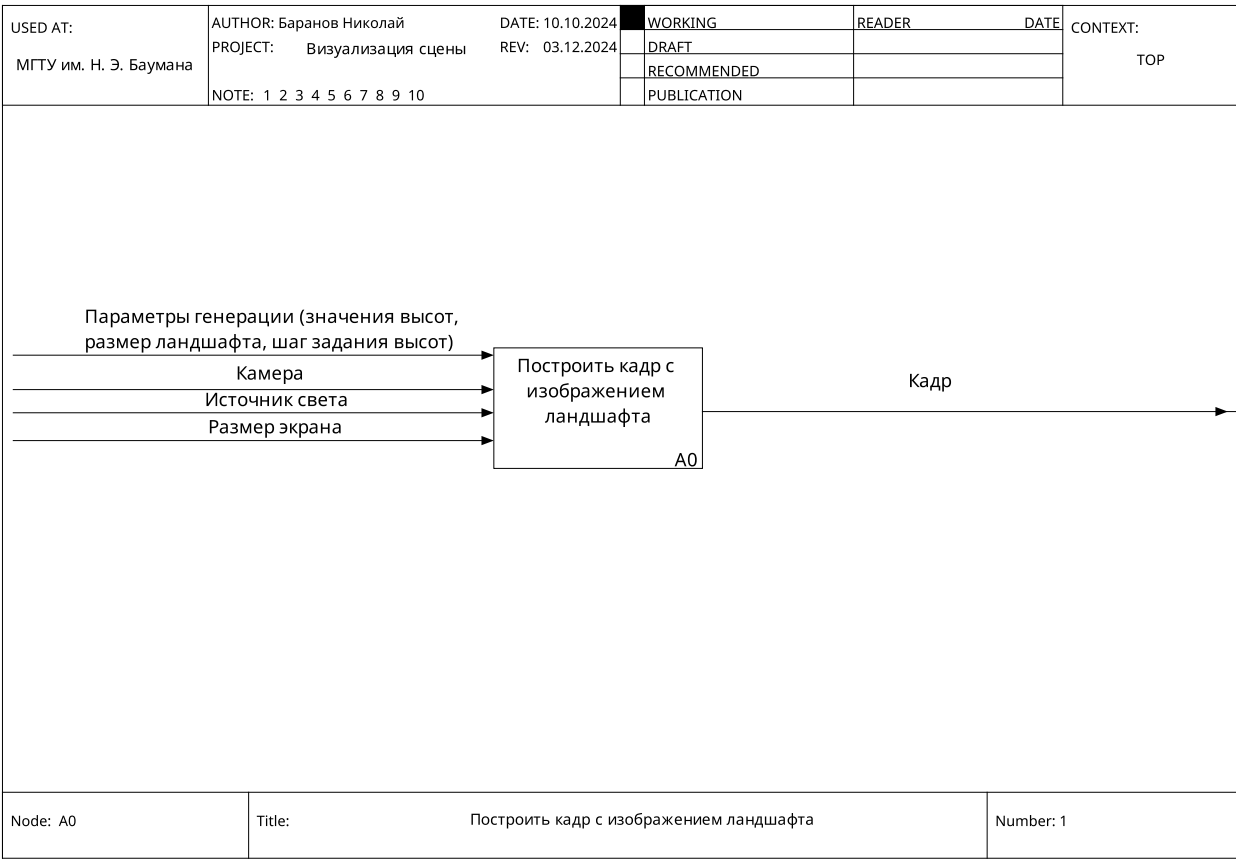 USED AT:
МГТУ им. Н. Э. Баумана
AUTHOR: Баранов Николай
DATE: 10.10.2024
PROJECT: Визуализация сцены
REV: 03.12.2024
NOTE: 1 2 3 4 5 6 7 8 9 10
WORKING
DRAFT
RECOMMENDED
PUBLICATION
READER DATE
CONTEXT:
TOP
Параметры генерации (значения высот,
размер ландшафта, шаг задания высот)
Камера
Источник света
Размер экрана
Построить кадр с
изображением
ландшафта
A0
Кадр
Node: A0
Title: Построить кадр с изображением ландшафта
Number: 1